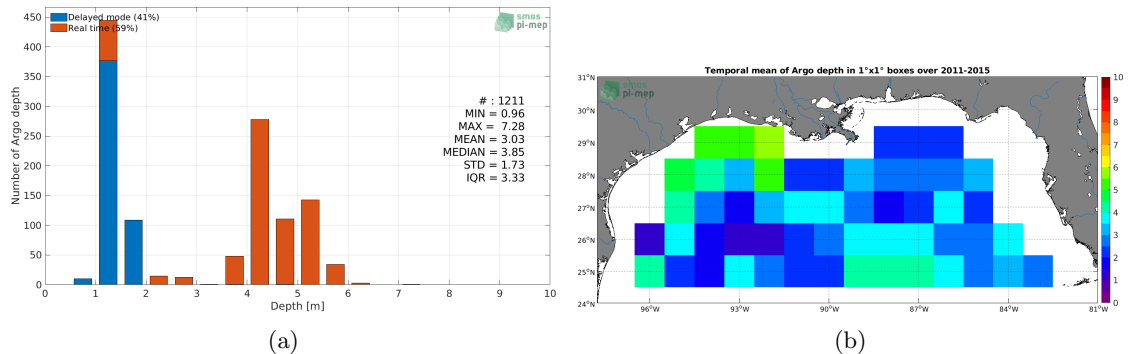 Delayed mode (41%)
Real time (59%)
smos
pi-mep
450
400
350
300
250
200
150
100
50
0
Number of Argo depth
# : 1211
MIN = 0.96
MAX = 7.28
MEAN = 3.03
MEDIAN = 3.85
STD = 1.73
IQR = 3.33
0 1 2 3 4 5 6 7 8 9 10
Depth [m]
(a)
Temporal mean of Argo depth in 1°x1° boxes over 2011-2015
smos
pi-mep
31°N
30°N
29°N
28°N
27°N
26°N
25°N
24°N
96°W 93°W 90°W 87°W 84°W 81°W
10
9
8
7
6
5
4
3
2
1
0
(b)